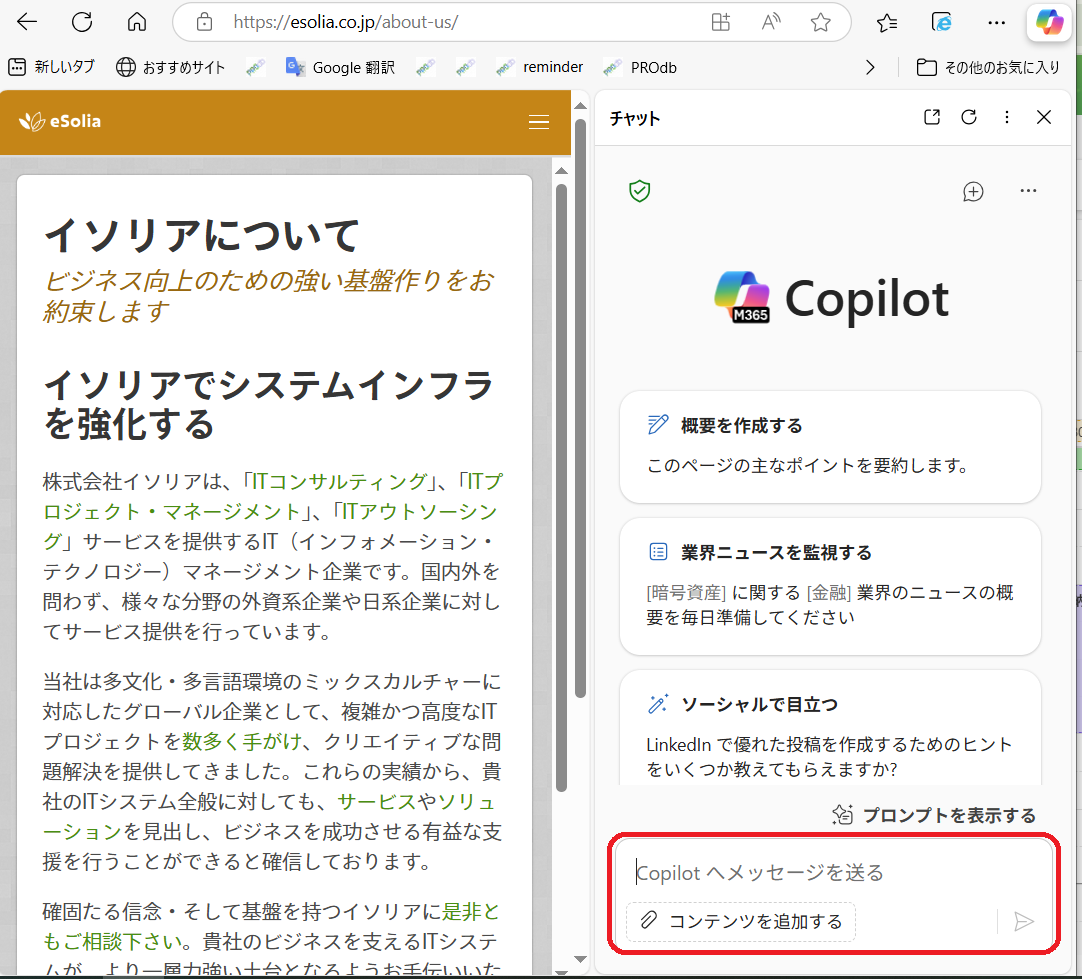 https://esolia.co.jp/about-us/
新しいタブ
おすすめサイト
Google 翻訳
reminder
PROdb
その他のお気に入り
eSolia
イソリアについて
ビジネス向上のための強い基盤作りをお
約束します
イソリアでシステムインフラ
を強化する
株式会社イソリアは、「ITコンサルティング」、「ITプ
ロジェクト・マネージメント」、「ITアウトソーシン
グ」サービスを提供するIT（インフォメーション・
テクノロジー）マネージメント企業です。国内外を
問わず、様々な分野の外資系企業や日系企業に対し
てサービス提供を行っています。
当社は多文化・多言語環境のミックスカルチャーに
対応したグローバル企業として、複雑かつ高度なIT
プロジェクトを数多く手がけ、クリエイティブな問
題解決を提供してきました。これらの実績から、貴
社のITシステム全般に対しても、サービスやソリュ
ーションを見出し、ビジネスを成功させる有益な支
援を行うことができると確信しております。
確固たる信念・そして基盤を持つイソリアに是非と
もご相談下さい。貴社のビジネスを支えるITシステ
ムが、より一層力強い土台となるようお手伝いいた
チャット
M365
Copilot
概要を作成する
このページの主なポイントを要約します。
業界ニュースを監視する
[暗号資産] に関する [金融] 業界のニュースの概
要を毎日準備してください
ソーシャルで目立つ
LinkedIn で優れた投稿を作成するためのヒント
をいくつか教えてもらえますか?
プロンプトを表示する
Copilot へメッセージを送る
コンテンツを追加する